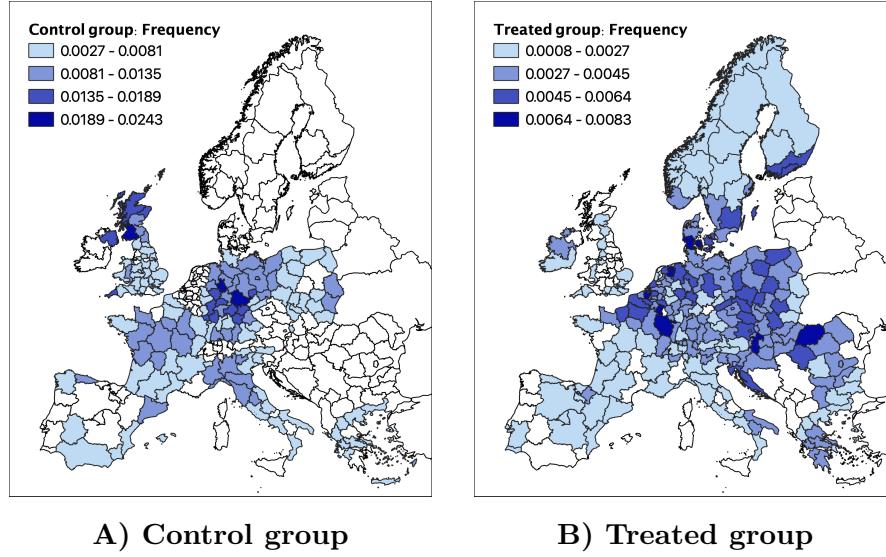 Control group: Frequency
0.0027 - 0.0081
0.0081 - 0.0135
0.0135 - 0.0189
0.0189 - 0.0243
Treated group: Frequency
0.0008 - 0.0027
0.0027 - 0.0045
0.0045 - 0.0064
0.0064 - 0.0083
A) Control group
B) Treated group